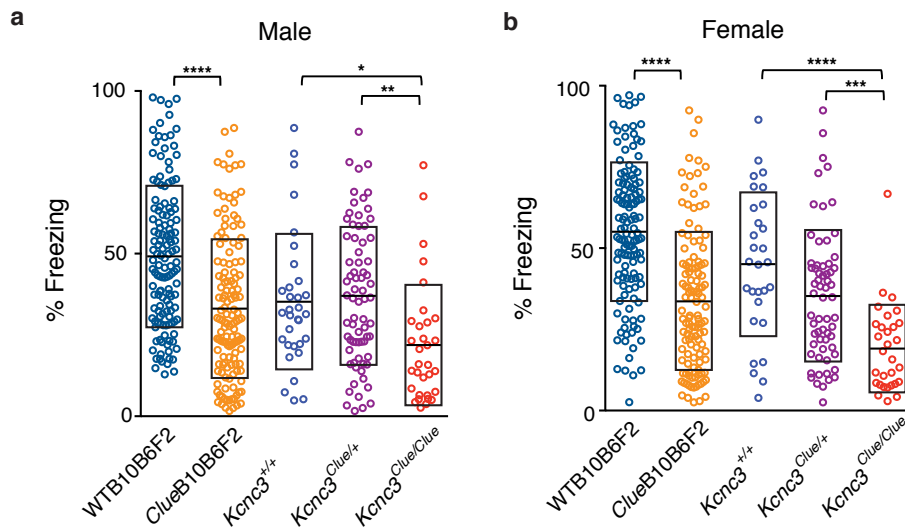 a
Male
****
*
**
100
50
0
% Freezing
WTB10B6F2
ClueB10B6F2
Kcnc3+/+
Kcnc3Clue/+
Kcnc3Clue/Clue
b
Female
****
****
***
100
50
0
% Freezing
WTB10B6F2
ClueB10B6F2
Kcnc3+/+
Kcnc3Clue/+
Kcnc3Clue/Clue